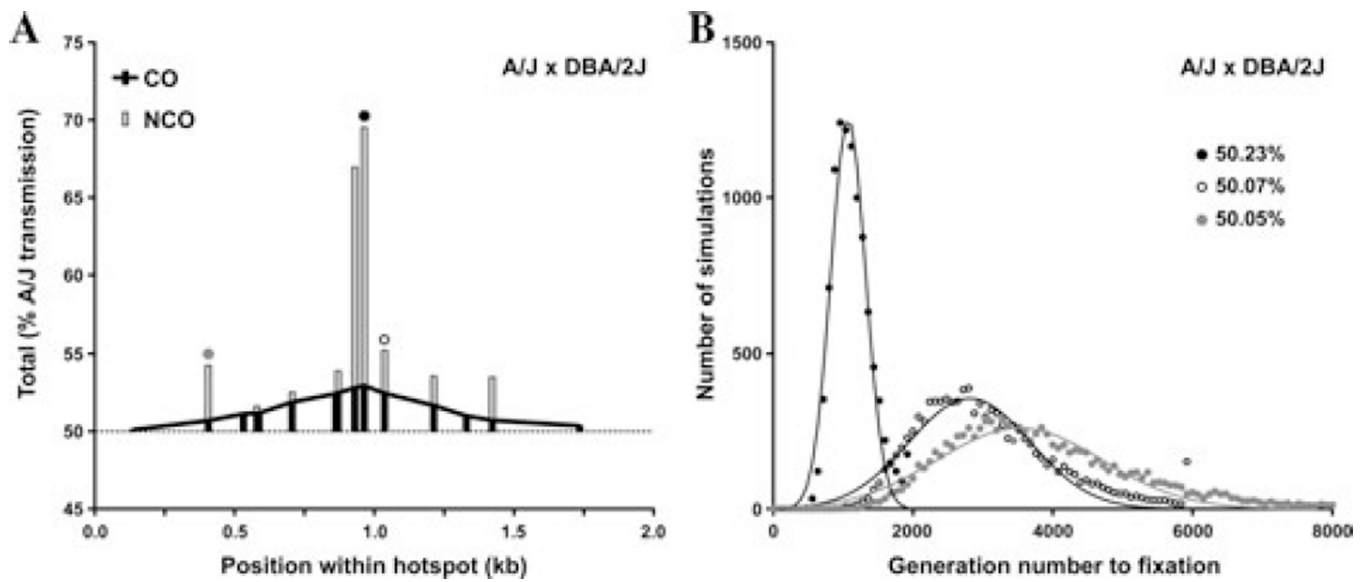 A
B
75
70
65
60
55
50
45
Total (% A/J transmission)
CO
NCO
A/J x DBA/2J
0.0 0.5 1.0 1.5 2.0
Position within hotspot (kb)
1500
1000
500
0
Number of simulations
A/J x DBA/2J
50.23%
50.07%
50.05%
0 2000 4000 6000 8000
Generation number to fixation